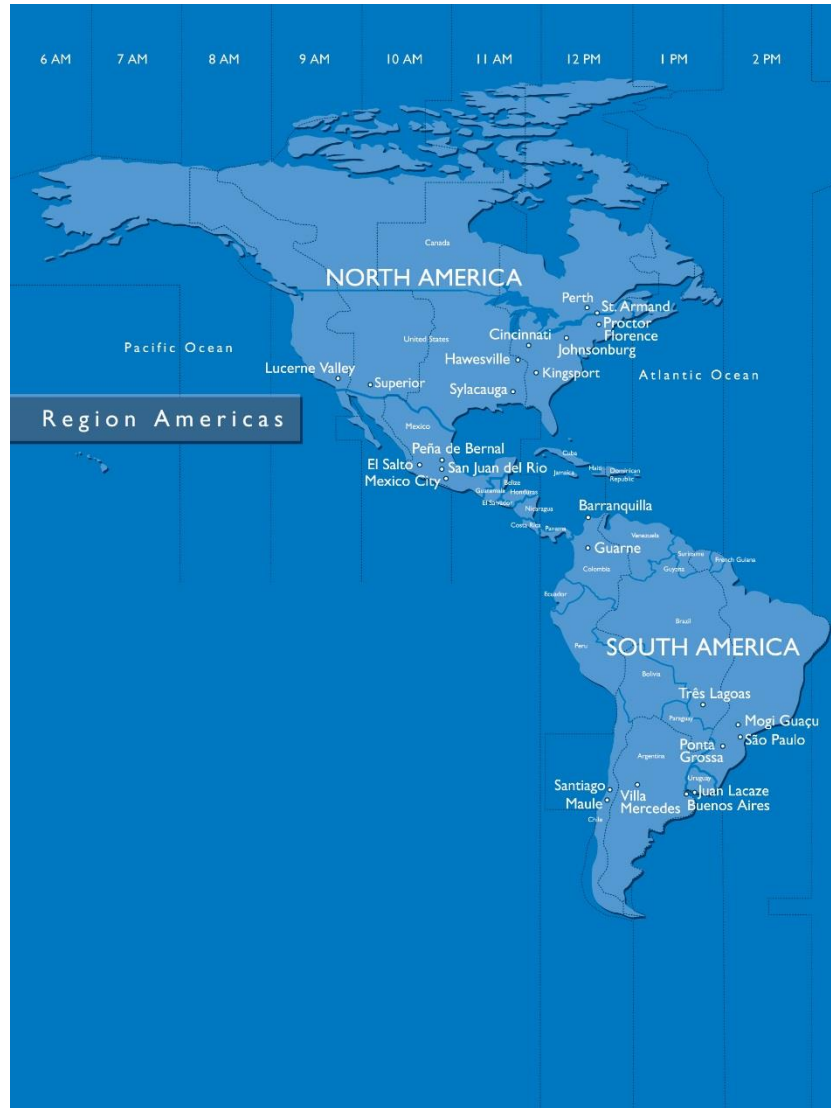 6 AM 7 AM 8 AM 9 AM 10 AM 11 AM 12 PM 1 PM 2 PM
Canada
NORTH AMERICA
Perth
St. Armand
Proctor
Florence
Cincinnati
Johnsonburg
United States
Pacific Ocean
Hawesville
Lucerne Valley
Kingsport
Atlantic Ocean
Superior
Sylacauga
Region Americas
Mexico
Peña de Bernal
Cuba
El Salto
San Juan del Rio
Haiti
Dominican
Republic
Jamaica
Mexico City
Belize
Guatemala
Honduras
El Salvador
Nicaragua
Barranquilla
Costa Rica
Panama
Venezuela
Guarne
Suriname
French Guiana
Colombia
Guyana
Ecuador
Brazil
Peru
SOUTH AMERICA
Bolivia
Três Lagoas
Paraguay
Mogi Guaçu
São Paulo
Ponta
Grossa
Argentina
Uruguay
Santiago
Juan Lacaze
Villa
Mercedes
Maule
Buenos Aires
Chile